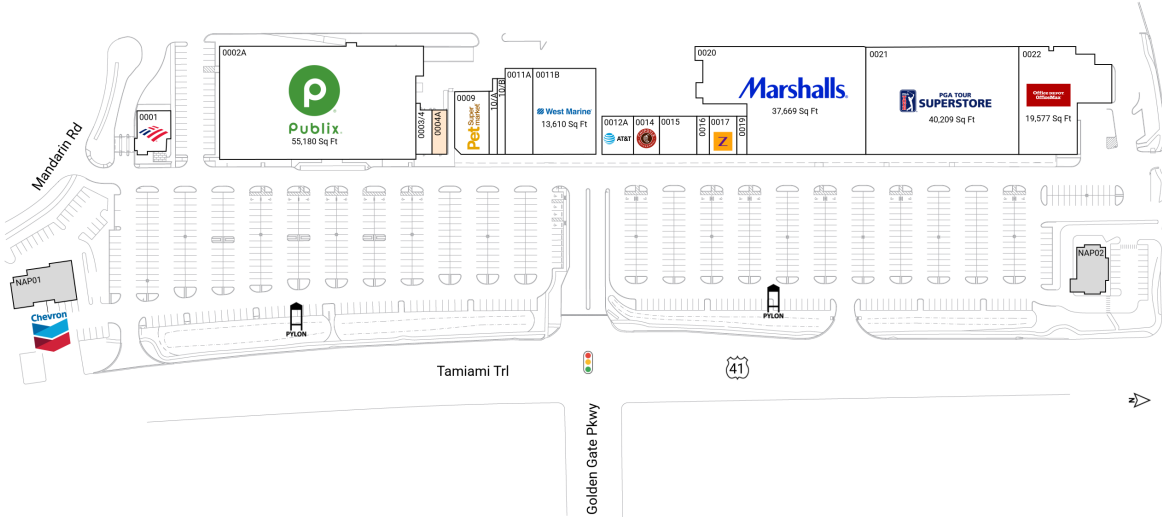 0002A
Publix.
55,180 Sq Ft
0001
0003/4
0004A
0009
Pet Supermarket
10/A
10/B
0011A
0011B
West Marine
13,610 Sq Ft
0012A
AT&T
0014
0015
0016
0017
Z
0019
0020
Marshalls.
37,669 Sq Ft
0021
PGA TOUR
SUPERSTORE
40,209 Sq Ft
0022
Office DEPOT
OfficeMax
19,577 Sq Ft
Mandarin Rd
NAP01
Chevron
NAP02
PYLON
PYLON
Tamiami Trl
41
N
Golden Gate Pkwy